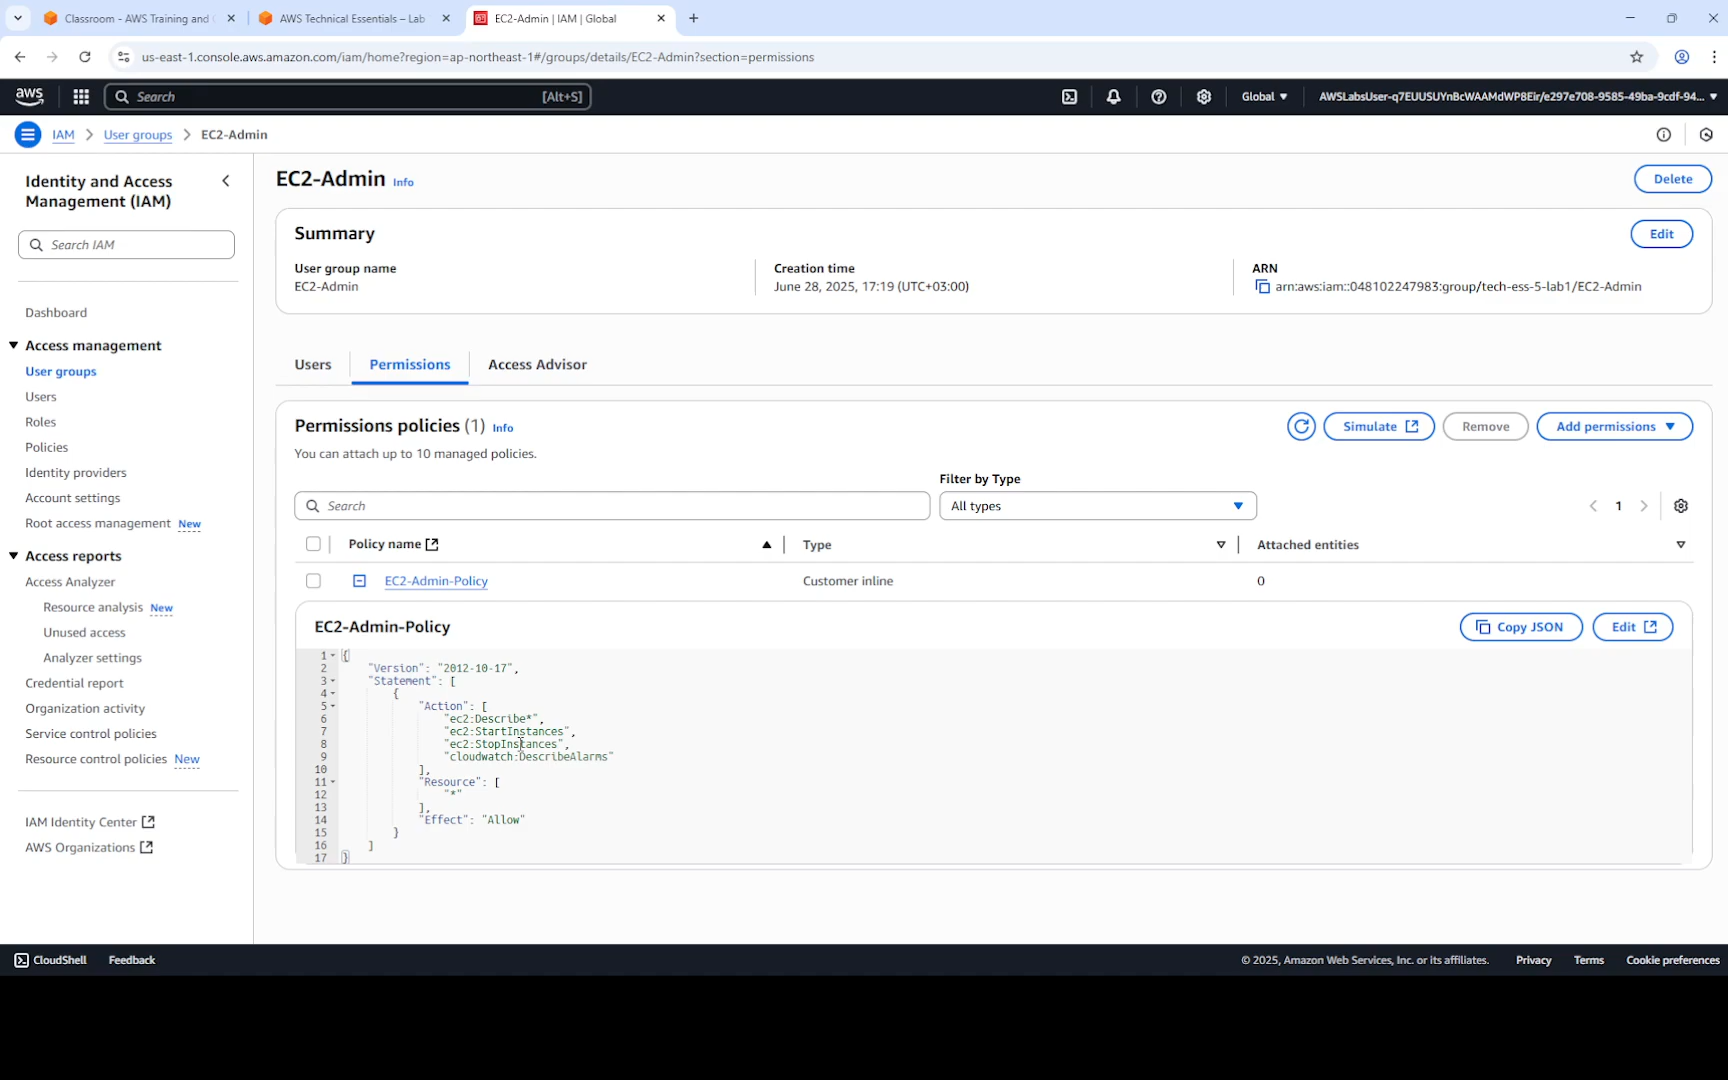 Classroom - AWS Training and
AWS Technical Essentials – Lab
EC2-Admin | IAM | Global
us-east-1.console.aws.amazon.com/iam/home?region=ap-northeast-1#/groups/details/EC2-Admin?section=permissions
aws
Search
[Alt+S]
Global
AWSLabsUser-q7EUUSUYnBcWAAMdWP8Eir/e297e708-9585-49ba-9cdf-94...
IAM
User groups
EC2-Admin
Identity and Access
Management (IAM)
Search IAM
Dashboard
Access management
User groups
Users
Roles
Policies
Identity providers
Account settings
Root access management New
Access reports
Access Analyzer
Resource analysis New
Unused access
Analyzer settings
Credential report
Organization activity
Service control policies
Resource control policies New
IAM Identity Center
AWS Organizations
EC2-Admin Info
Delete
Summary
Edit
User group name
EC2-Admin
Creation time
June 28, 2025, 17:19 (UTC+03:00)
ARN
arn:aws:iam::048102247983:group/tech-ess-5-lab1/EC2-Admin
Users
Permissions
Access Advisor
Permissions policies (1) Info
You can attach up to 10 managed policies.
Simulate
Remove
Add permissions
Filter by Type
Search
All types
1
Policy name
Type
Attached entities
EC2-Admin-Policy
Customer inline
0
EC2-Admin-Policy
Copy JSON
Edit
1 {
2 "Version": "2012-10-17",
3 "Statement": [
4 {
5 "Action": [
6 "ec2:Describe*",
7 "ec2:StartInstances",
8 "ec2:StopInstances",
9 "cloudwatch:DescribeAlarms"
10 ],
11 "Resource": [
12 "*"
13 ],
14 "Effect": "Allow"
15 }
16 ]
17 }
CloudShell
Feedback
© 2025, Amazon Web Services, Inc. or its affiliates.
Privacy
Terms
Cookie preferences